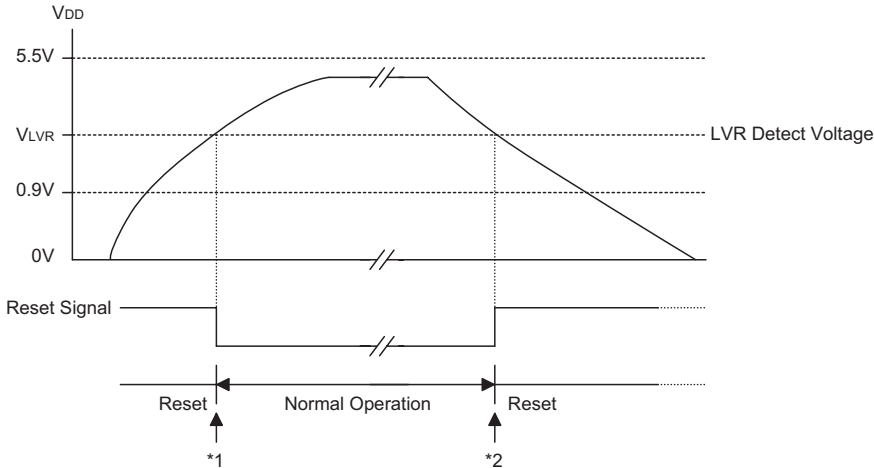 VDD
5.5V
VLVR
LVR Detect Voltage
0.9V
0V
Reset Signal
Reset
Normal Operation
Reset
*1
*2